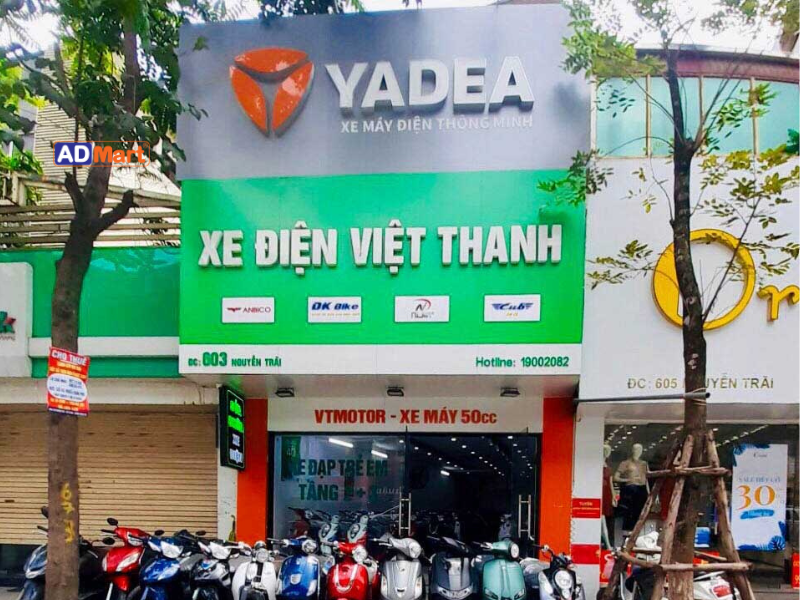 YADEA
XE MÁY ĐIỆN THÔNG MINH
ADMart
XE ĐIỆN VIỆT THANH
ANBICO
DK Bike
Cub
ĐC: 003 NGUYỄN TRÃI
Hotline: 19002082
ĐC: 605 NGUYỄN TRÃI
CHO THUÊ
VTMOTOR - XE MÁY 50cc
XE ĐẠP TRẺ EM
TẶNG
30